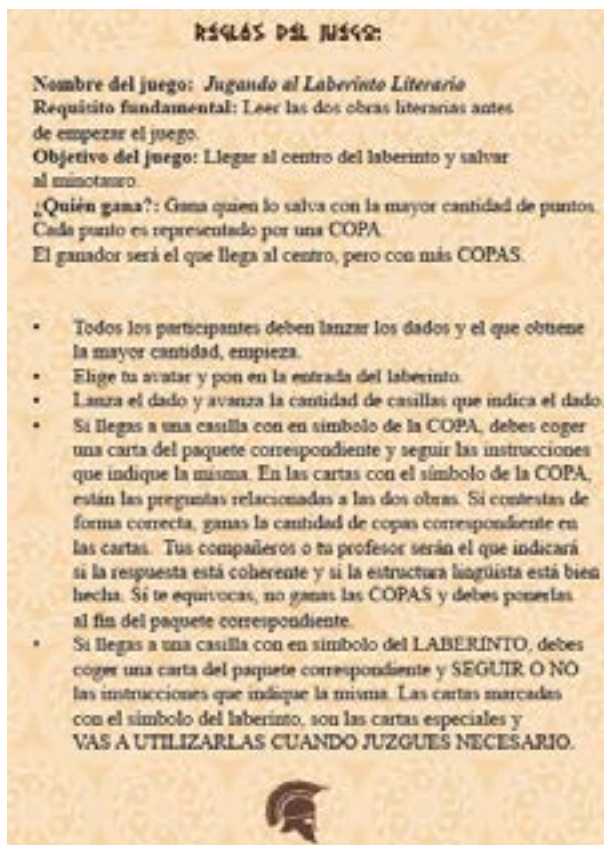 REGLAS DEL JUEGO:
Nombre del juego: Jugando al Laberinto Literario
Requisito fundamental: Leer las dos obras literarias antes
de empezar el juego.
Objetivo del juego: Llegar al centro del laberinto y salvar
al minotauro.
¿Quién gana?: Gana quien lo salva con la mayor cantidad de puntos.
Cada punto es representado por una COPA.
El ganador será el que llega al centro, pero con más COPAS.
• Todos los participantes deben lanzar los dados y el que obtiene
la mayor cantidad, empieza.
• Elige tu avatar y pon en la entrada del laberinto.
• Lanza el dado y avanza la cantidad de casillas que indica el dado.
• Si llegas a una casilla con en símbolo de la COPA, debes coger
una carta del paquete correspondiente y seguir las instrucciones
que indique la misma. En las cartas con el símbolo de la COPA,
están las preguntas relacionadas a las dos obras. Si contestas de
forma correcta, ganas la cantidad de copas correspondiente en
las cartas. Tus compañeros o tu profesor serán el que indicará
si la respuesta está coherente y si la estructura lingüista está bien
hecha. Si te equivocas, no ganas las COPAS y debes ponerlas
al fin del paquete correspondiente.
• Si llegas a una casilla con en símbolo del LABERINTO, debes
coger una carta del paquete correspondiente y SEGUIR O NO
las instrucciones que indique la misma. Las cartas marcadas
con el símbolo del laberinto, son las cartas especiales y
VAS A UTILIZARLAS CUANDO JUZGUES NECESARIO.